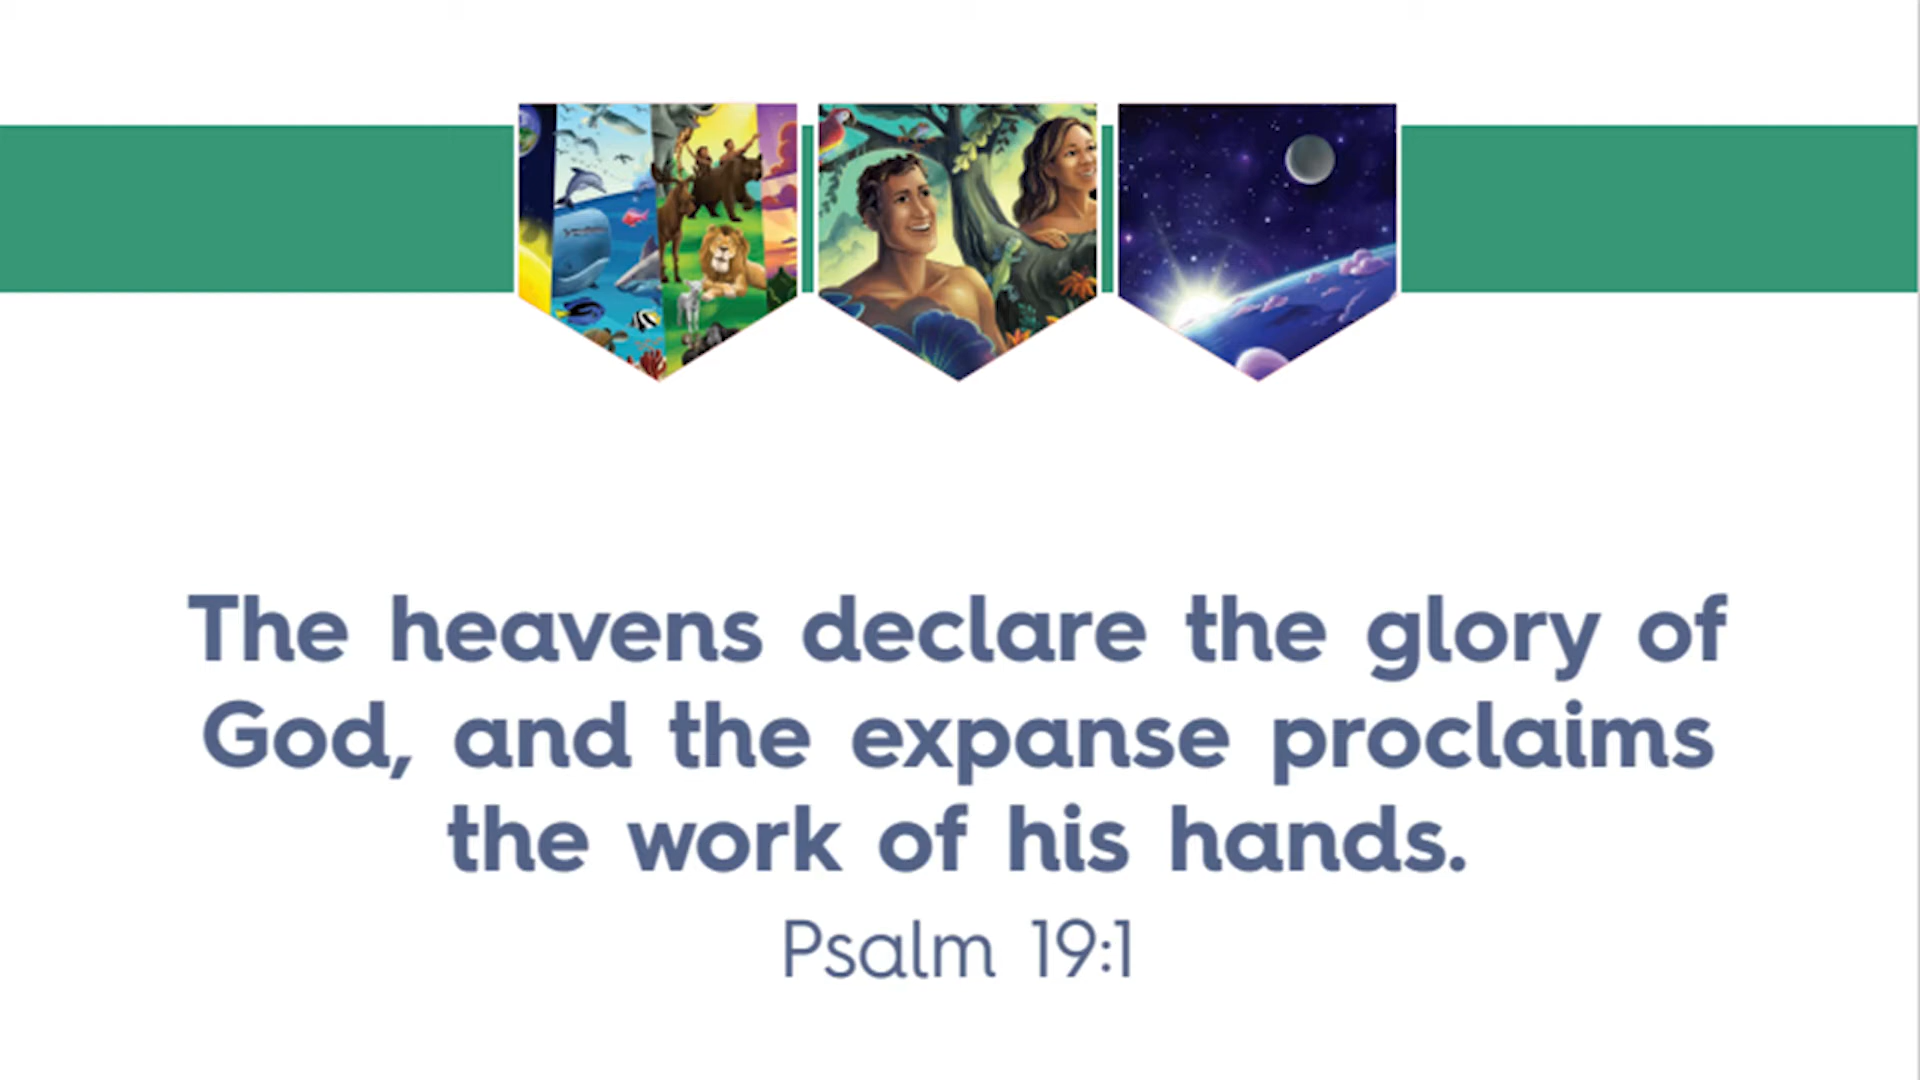 The heavens declare the glory of
God, and the expanse proclaims
the work of his hands.
Psalm 19:1